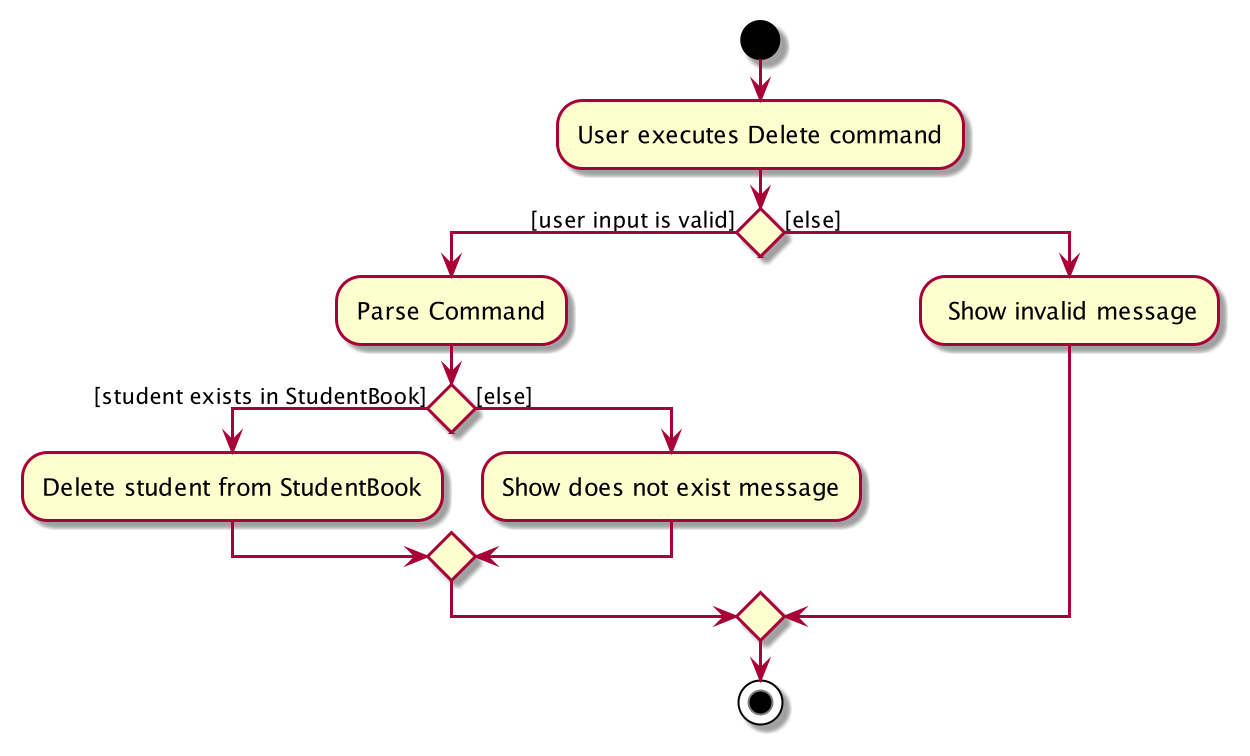 User executes Delete command
[user input is valid]
[else]
Parse Command
Show invalid message
[student exists in StudentBook]
[else]
Delete student from StudentBook
Show does not exist message